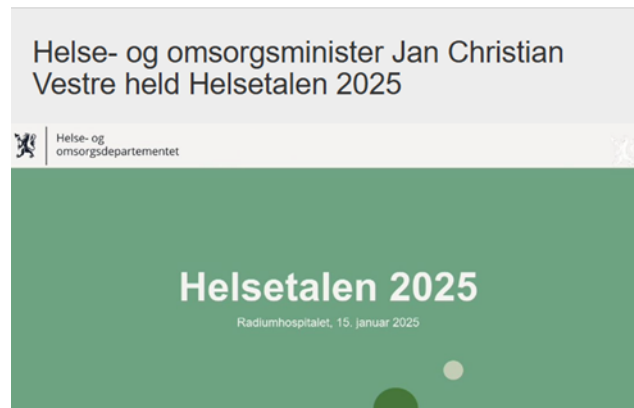 Helse- og omsorgsminister Jan Christian
Vestre held Helsetalen 2025
Helse- og
omsorgsdepartementet
Helsetalen 2025
Radiumhospitalet, 15. januar 2025